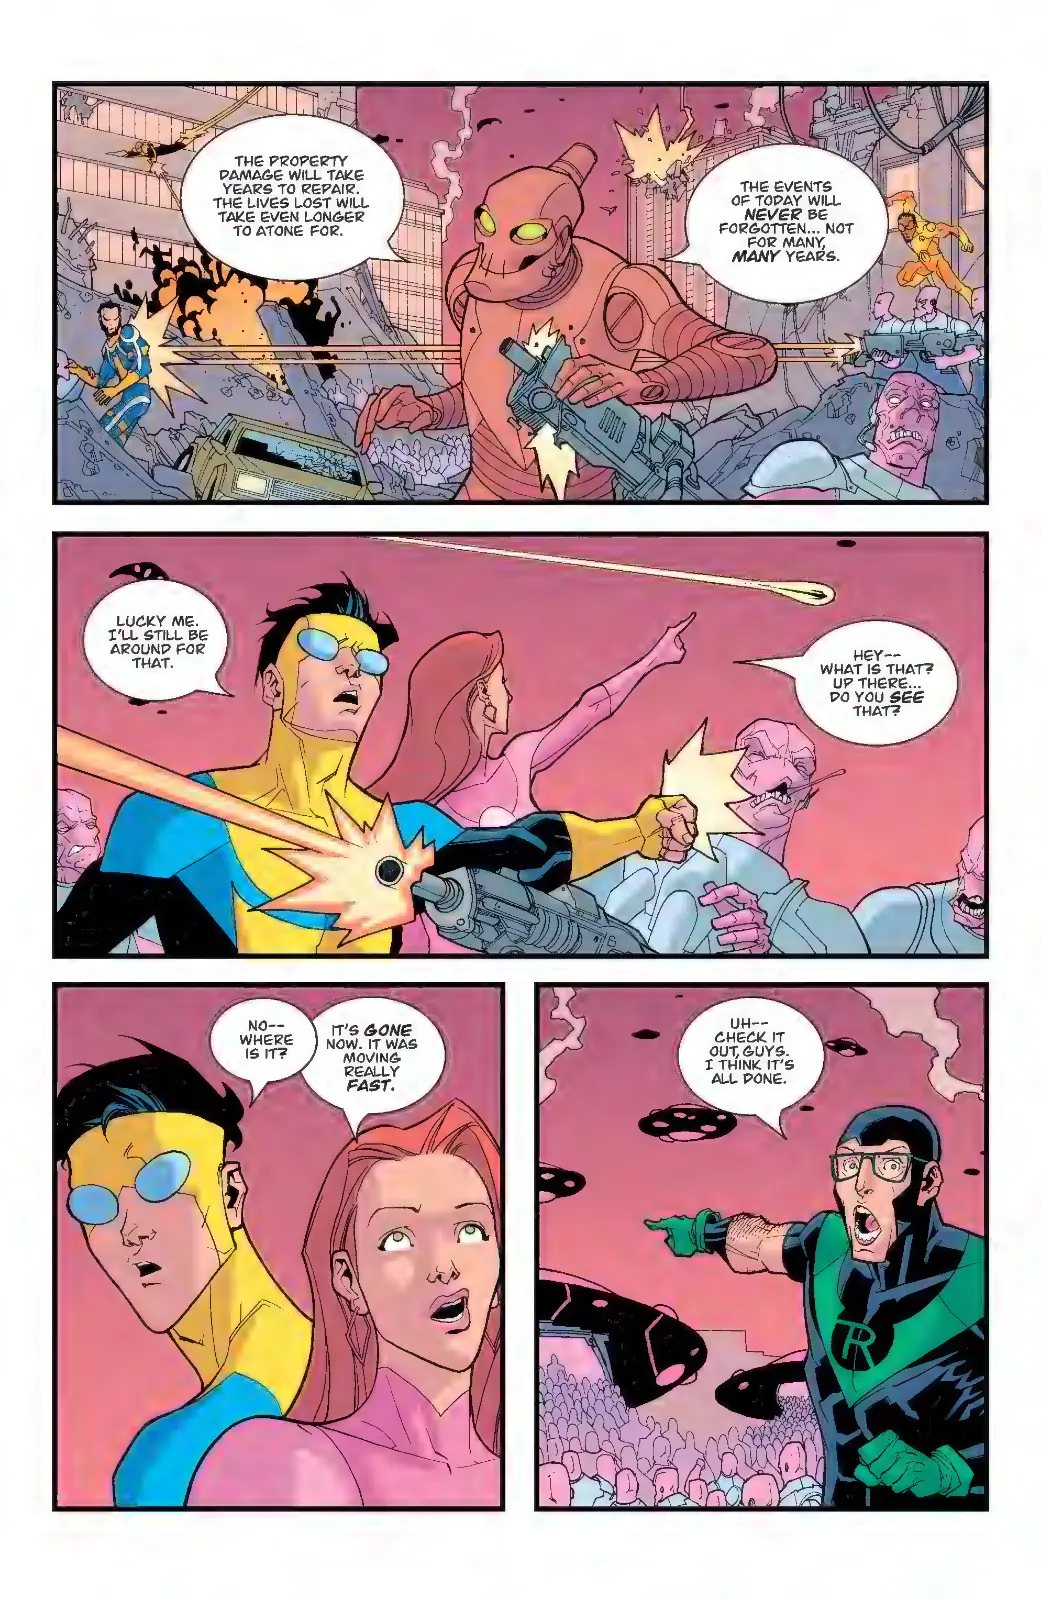 THE PROPERTY
DAMAGE WILL TAKE
YEARS TO REPAIR.
THE LIVES LOST WILL
TAKE EVEN LONGER
TO ATONE FOR.
THE EVENTS
OF TODAY WILL
NEVER BE
FORGOTTEN... NOT
FOR MANY,
MANY YEARS.
LUCKY ME.
I'LL STILL BE
AROUND FOR
THAT.
HEY--
WHAT IS THAT?
UP THERE...
DO YOU SEE
THAT?
NO--
WHERE
IS IT?
IT'S GONE
NOW. IT WAS
MOVING
REALLY
FAST.
UH--
CHECK IT
OUT, GUYS.
I THINK IT'S
ALL DONE.
R